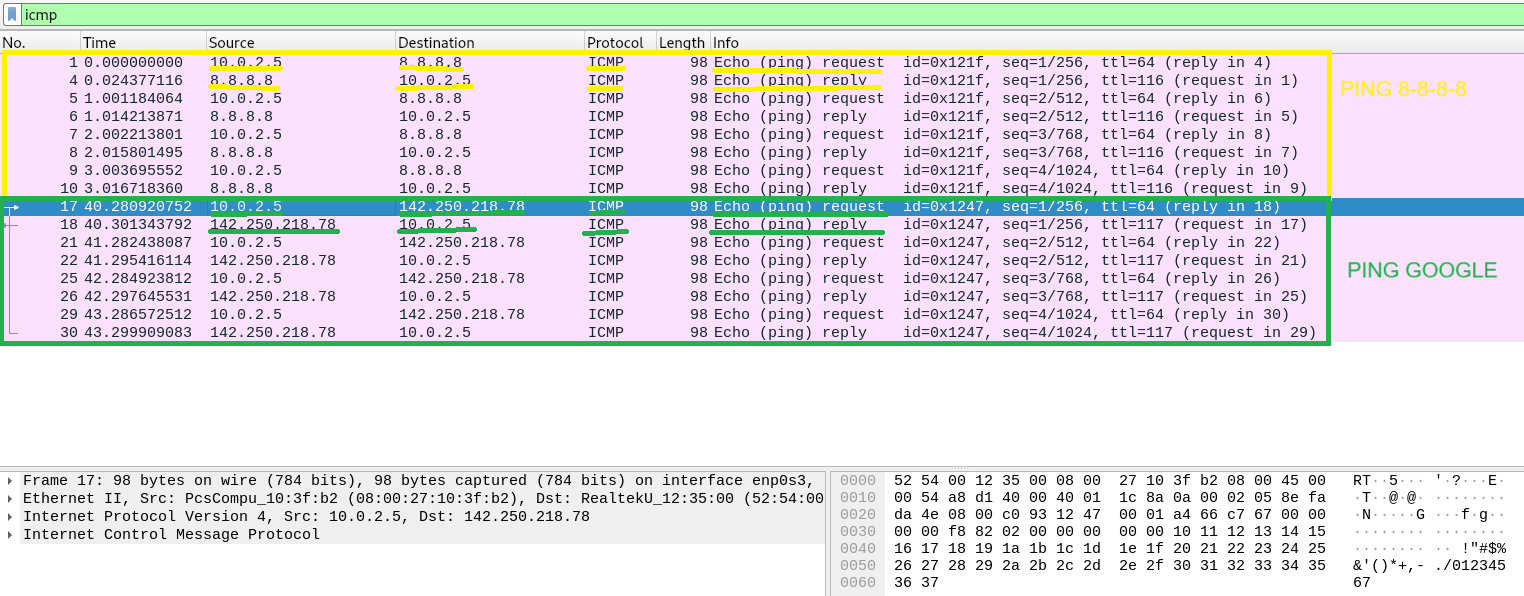 icmp
No. Time Source Destination Protocol Length Info
1 0.000000000 10.0.2.5 8.8.8.8 ICMP 98 Echo (ping) request id=0x121f, seq=1/256, ttl=64 (reply in 4)
4 0.024377116 8.8.8.8 10.0.2.5 ICMP 98 Echo (ping) reply id=0x121f, seq=1/256, ttl=116 (request in 1)
PING 8-8-8-8
5 1.001184064 10.0.2.5 8.8.8.8 ICMP 98 Echo (ping) request id=0x121f, seq=2/512, ttl=64 (reply in 6)
6 1.014213871 8.8.8.8 10.0.2.5 ICMP 98 Echo (ping) reply id=0x121f, seq=2/512, ttl=116 (request in 5)
7 2.002213801 10.0.2.5 8.8.8.8 ICMP 98 Echo (ping) request id=0x121f, seq=3/768, ttl=64 (reply in 8)
8 2.015801495 8.8.8.8 10.0.2.5 ICMP 98 Echo (ping) reply id=0x121f, seq=3/768, ttl=116 (request in 7)
9 3.003695552 10.0.2.5 8.8.8.8 ICMP 98 Echo (ping) request id=0x121f, seq=4/1024, ttl=64 (reply in 10)
10 3.016718360 8.8.8.8 10.0.2.5 ICMP 98 Echo (ping) reply id=0x121f, seq=4/1024, ttl=116 (request in 9)
17 40.280920752 10.0.2.5 142.250.218.78 ICMP 98 Echo (ping) request id=0x1247, seq=1/256, ttl=64 (reply in 18)
18 40.301343792 142.250.218.78 10.0.2.5 ICMP 98 Echo (ping) reply id=0x1247, seq=1/256, ttl=117 (request in 17)
21 41.282438087 10.0.2.5 142.250.218.78 ICMP 98 Echo (ping) request id=0x1247, seq=2/512, ttl=64 (reply in 22)
22 41.295416114 142.250.218.78 10.0.2.5 ICMP 98 Echo (ping) reply id=0x1247, seq=2/512, ttl=117 (request in 21)
PING GOOGLE
25 42.284923812 10.0.2.5 142.250.218.78 ICMP 98 Echo (ping) request id=0x1247, seq=3/768, ttl=64 (reply in 26)
26 42.297645531 142.250.218.78 10.0.2.5 ICMP 98 Echo (ping) reply id=0x1247, seq=3/768, ttl=117 (request in 25)
29 43.286572512 10.0.2.5 142.250.218.78 ICMP 98 Echo (ping) request id=0x1247, seq=4/1024, ttl=64 (reply in 30)
30 43.299909083 142.250.218.78 10.0.2.5 ICMP 98 Echo (ping) reply id=0x1247, seq=4/1024, ttl=117 (request in 29)
Frame 17: 98 bytes on wire (784 bits), 98 bytes captured (784 bits) on interface enp0s3,
Ethernet II, Src: PcsCompu_10:3f:b2 (08:00:27:10:3f:b2), Dst: RealtekU_12:35:00 (52:54:00
Internet Protocol Version 4, Src: 10.0.2.5, Dst: 142.250.218.78
Internet Control Message Protocol
0000 52 54 00 12 35 00 08 00 27 10 3f b2 08 00 45 00 RT··5··· '·?···E·
0010 00 54 a8 d1 40 00 40 01 1c 8a 0a 00 02 05 8e fa ·T··@·@· ········
0020 da 4e 08 00 c0 93 12 47 00 01 a4 66 c7 67 00 00 ·N·····G ···f·g··
0030 00 00 f8 82 02 00 00 00 00 00 10 11 12 13 14 15 ········ ········
0040 16 17 18 19 1a 1b 1c 1d 1e 1f 20 21 22 23 24 25 ········ ·· !"#$%
0050 26 27 28 29 2a 2b 2c 2d 2e 2f 30 31 32 33 34 35 &'()*+,- ./012345
0060 36 37 67